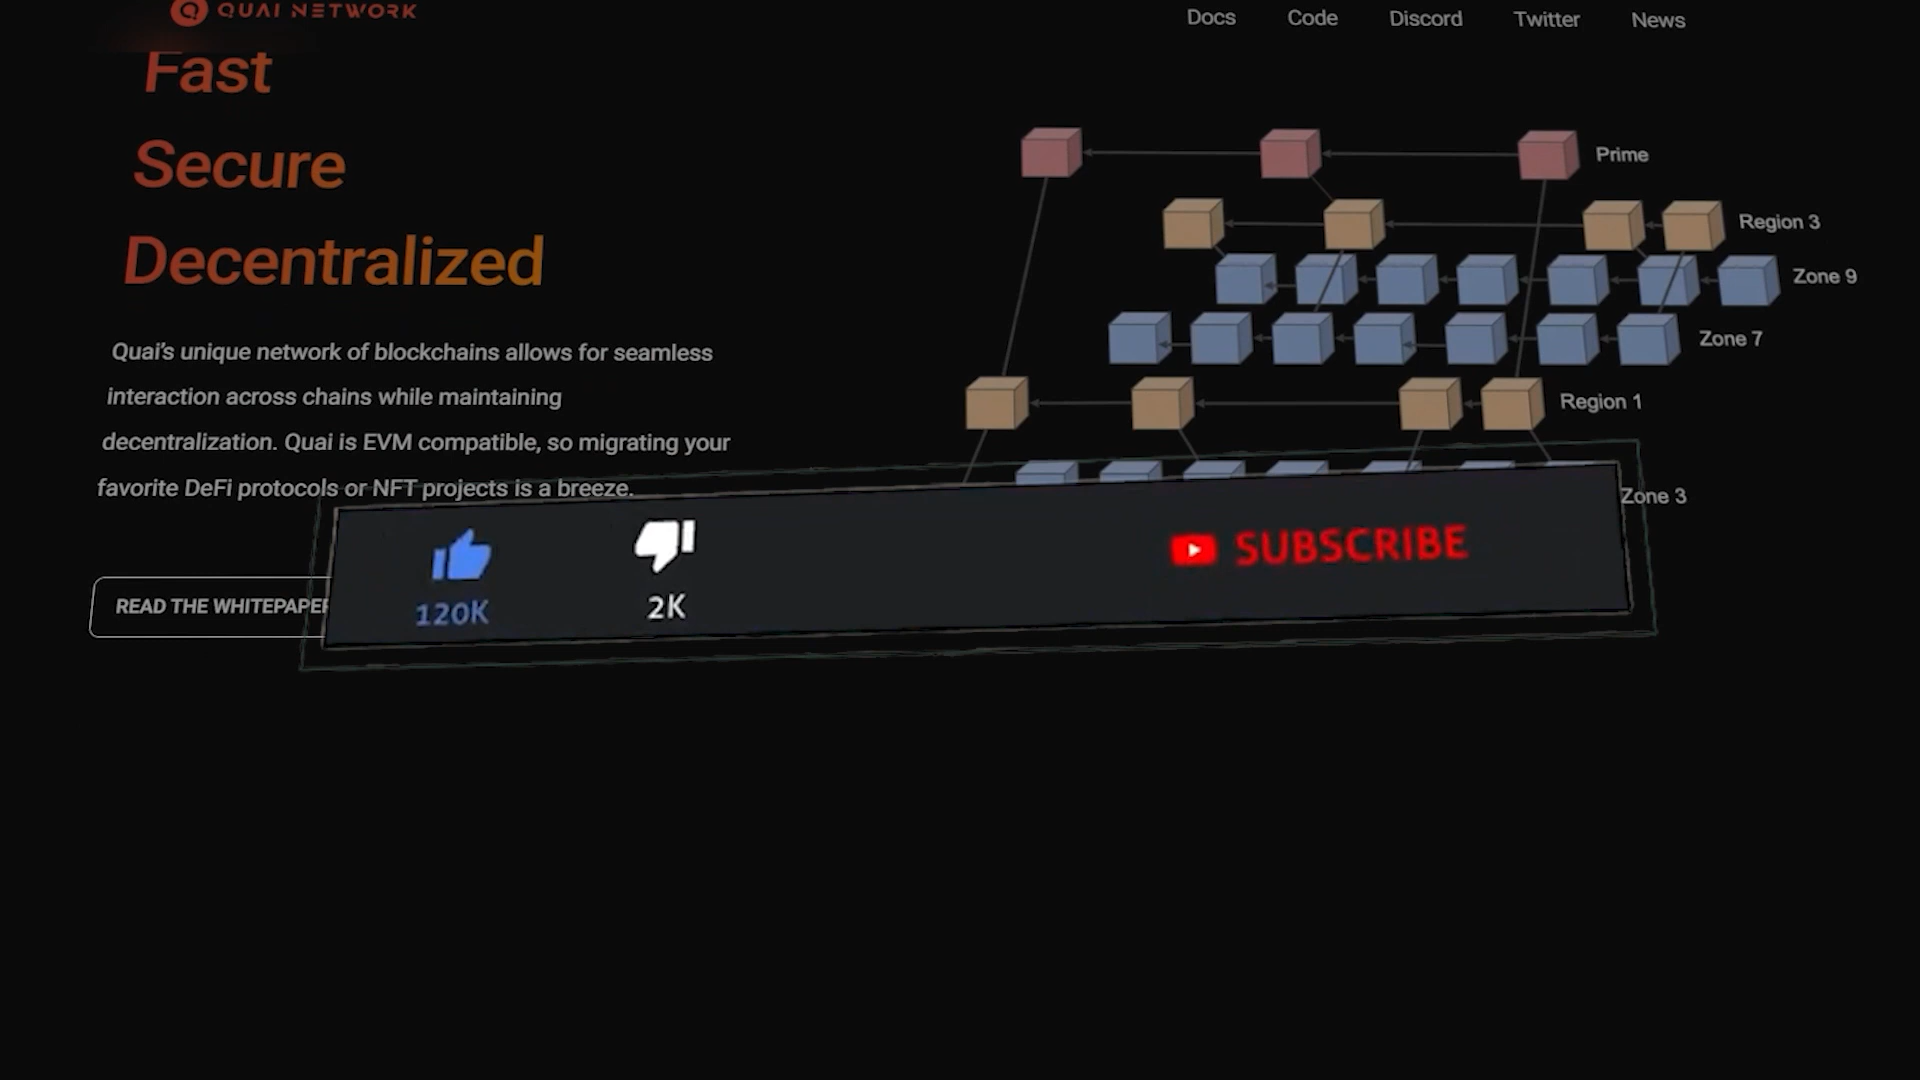 QUAI NETWORK
Docs
Code
Discord
Twitter
News
Fast
Secure
Decentralized
Quai's unique network of blockchains allows for seamless
interaction across chains while maintaining
decentralization. Quai is EVM compatible, so migrating your
favorite DeFi protocols or NFT projects is a breeze.
READ THE WHITEPAPER
Prime
Region 3
Zone 9
Zone 7
Region 1
Zone 3
120K
2K
SUBSCRIBE